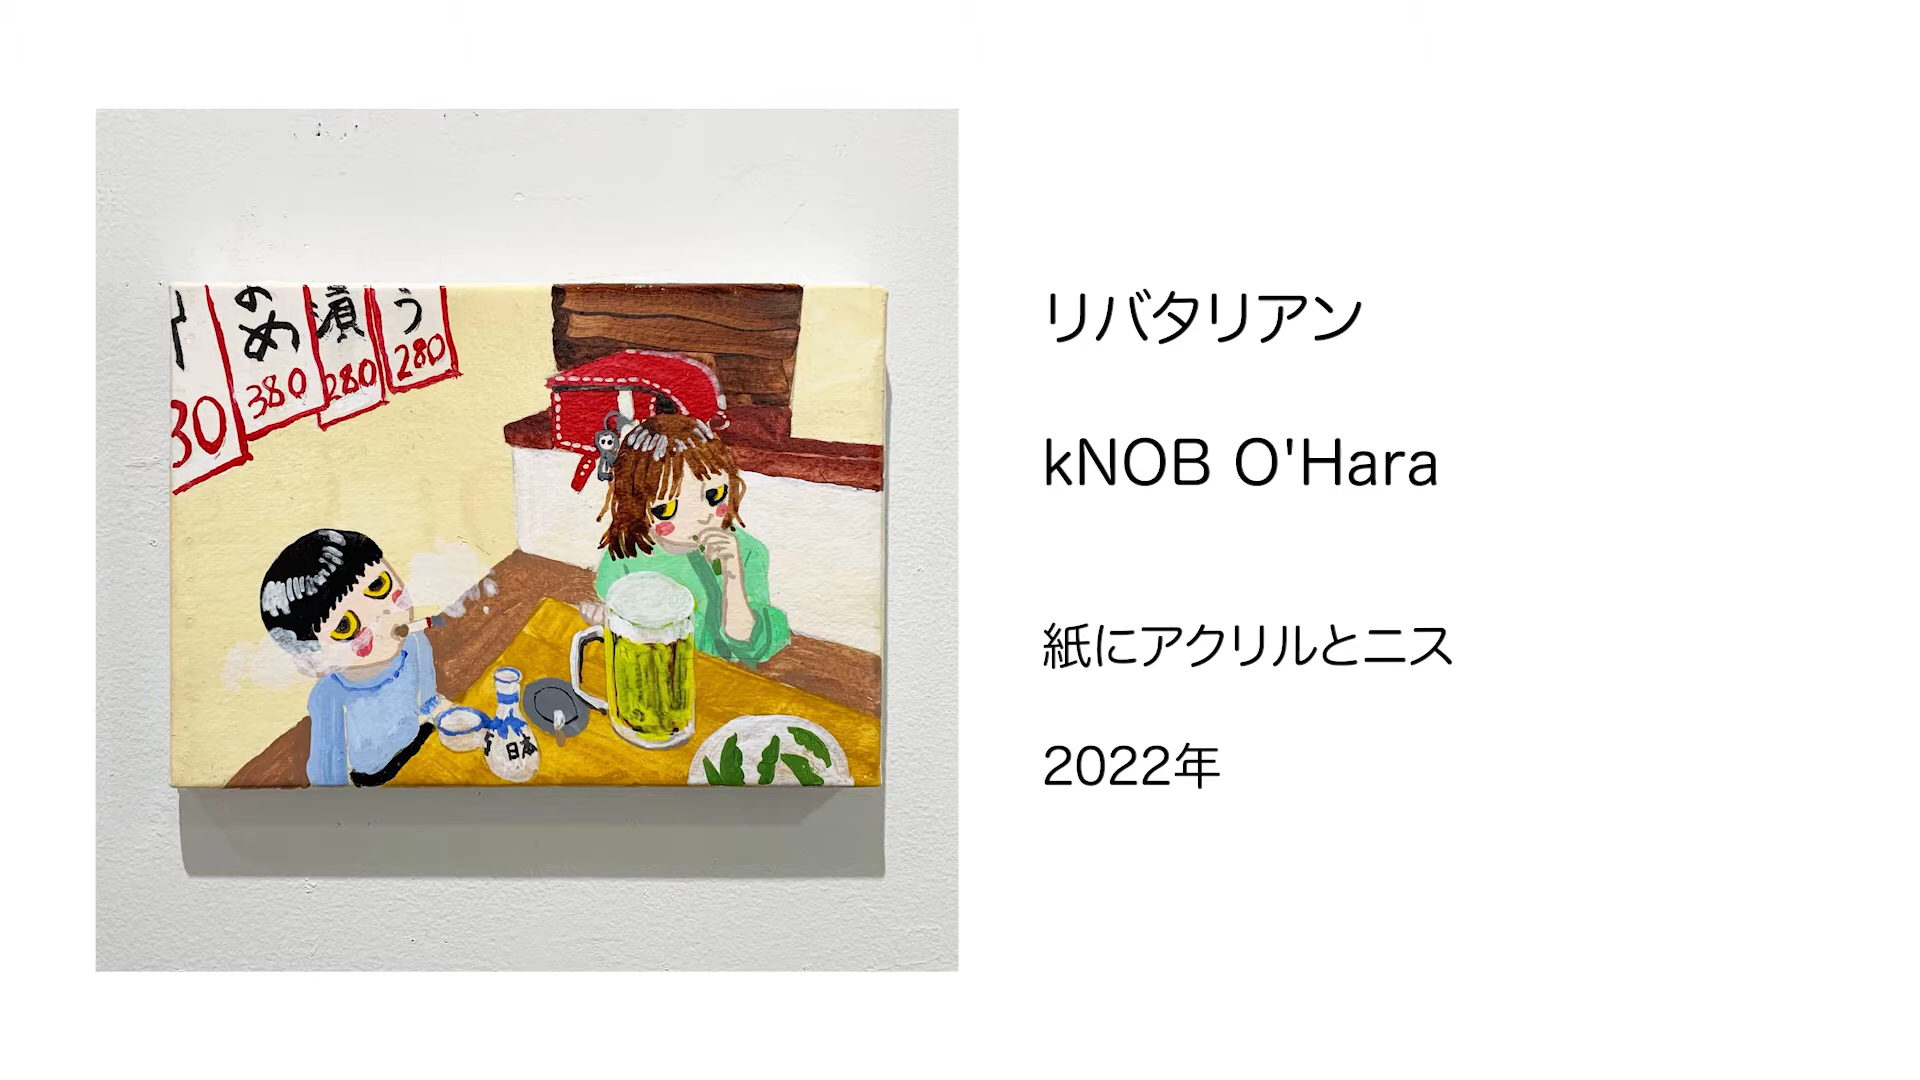 リバタリアン
kNOB O'Hara
紙にアクリルとニス
2022年
のめ
380
漬
280
う
280
30
日本